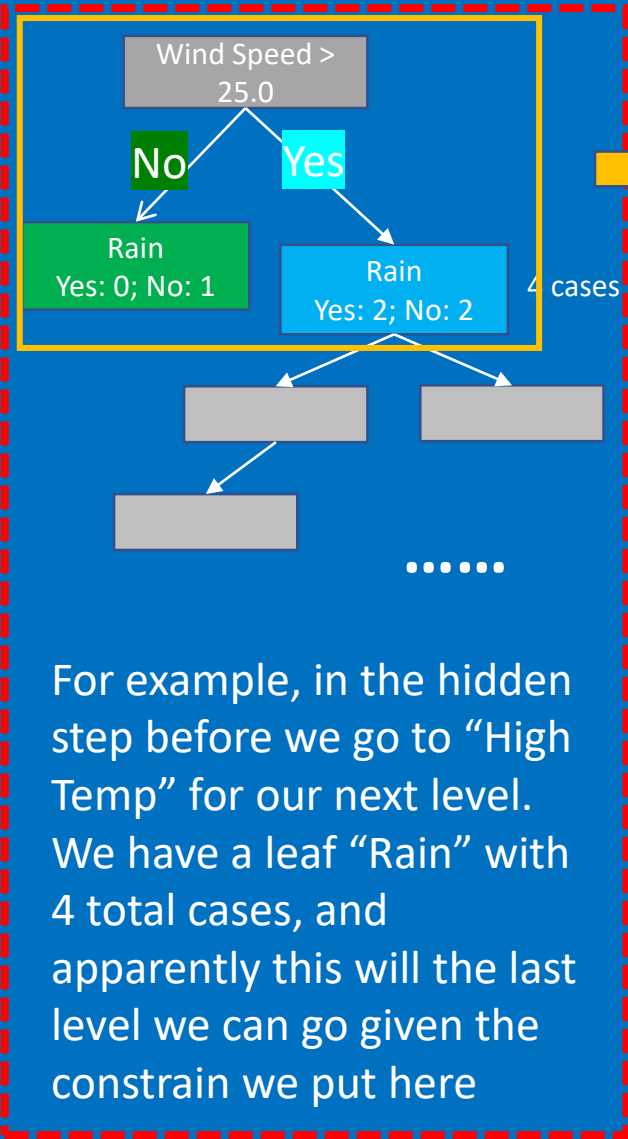 Wind Speed >
25.0
No
Yes
Rain
Yes: 0; No: 1
Rain
Yes: 2; No: 2
4 cases
......
For example, in the hidden
step before we go to “High
Temp” for our next level.
We have a leaf “Rain” with
4 total cases, and
apparently this will the last
level we can go given the
constrain we put here